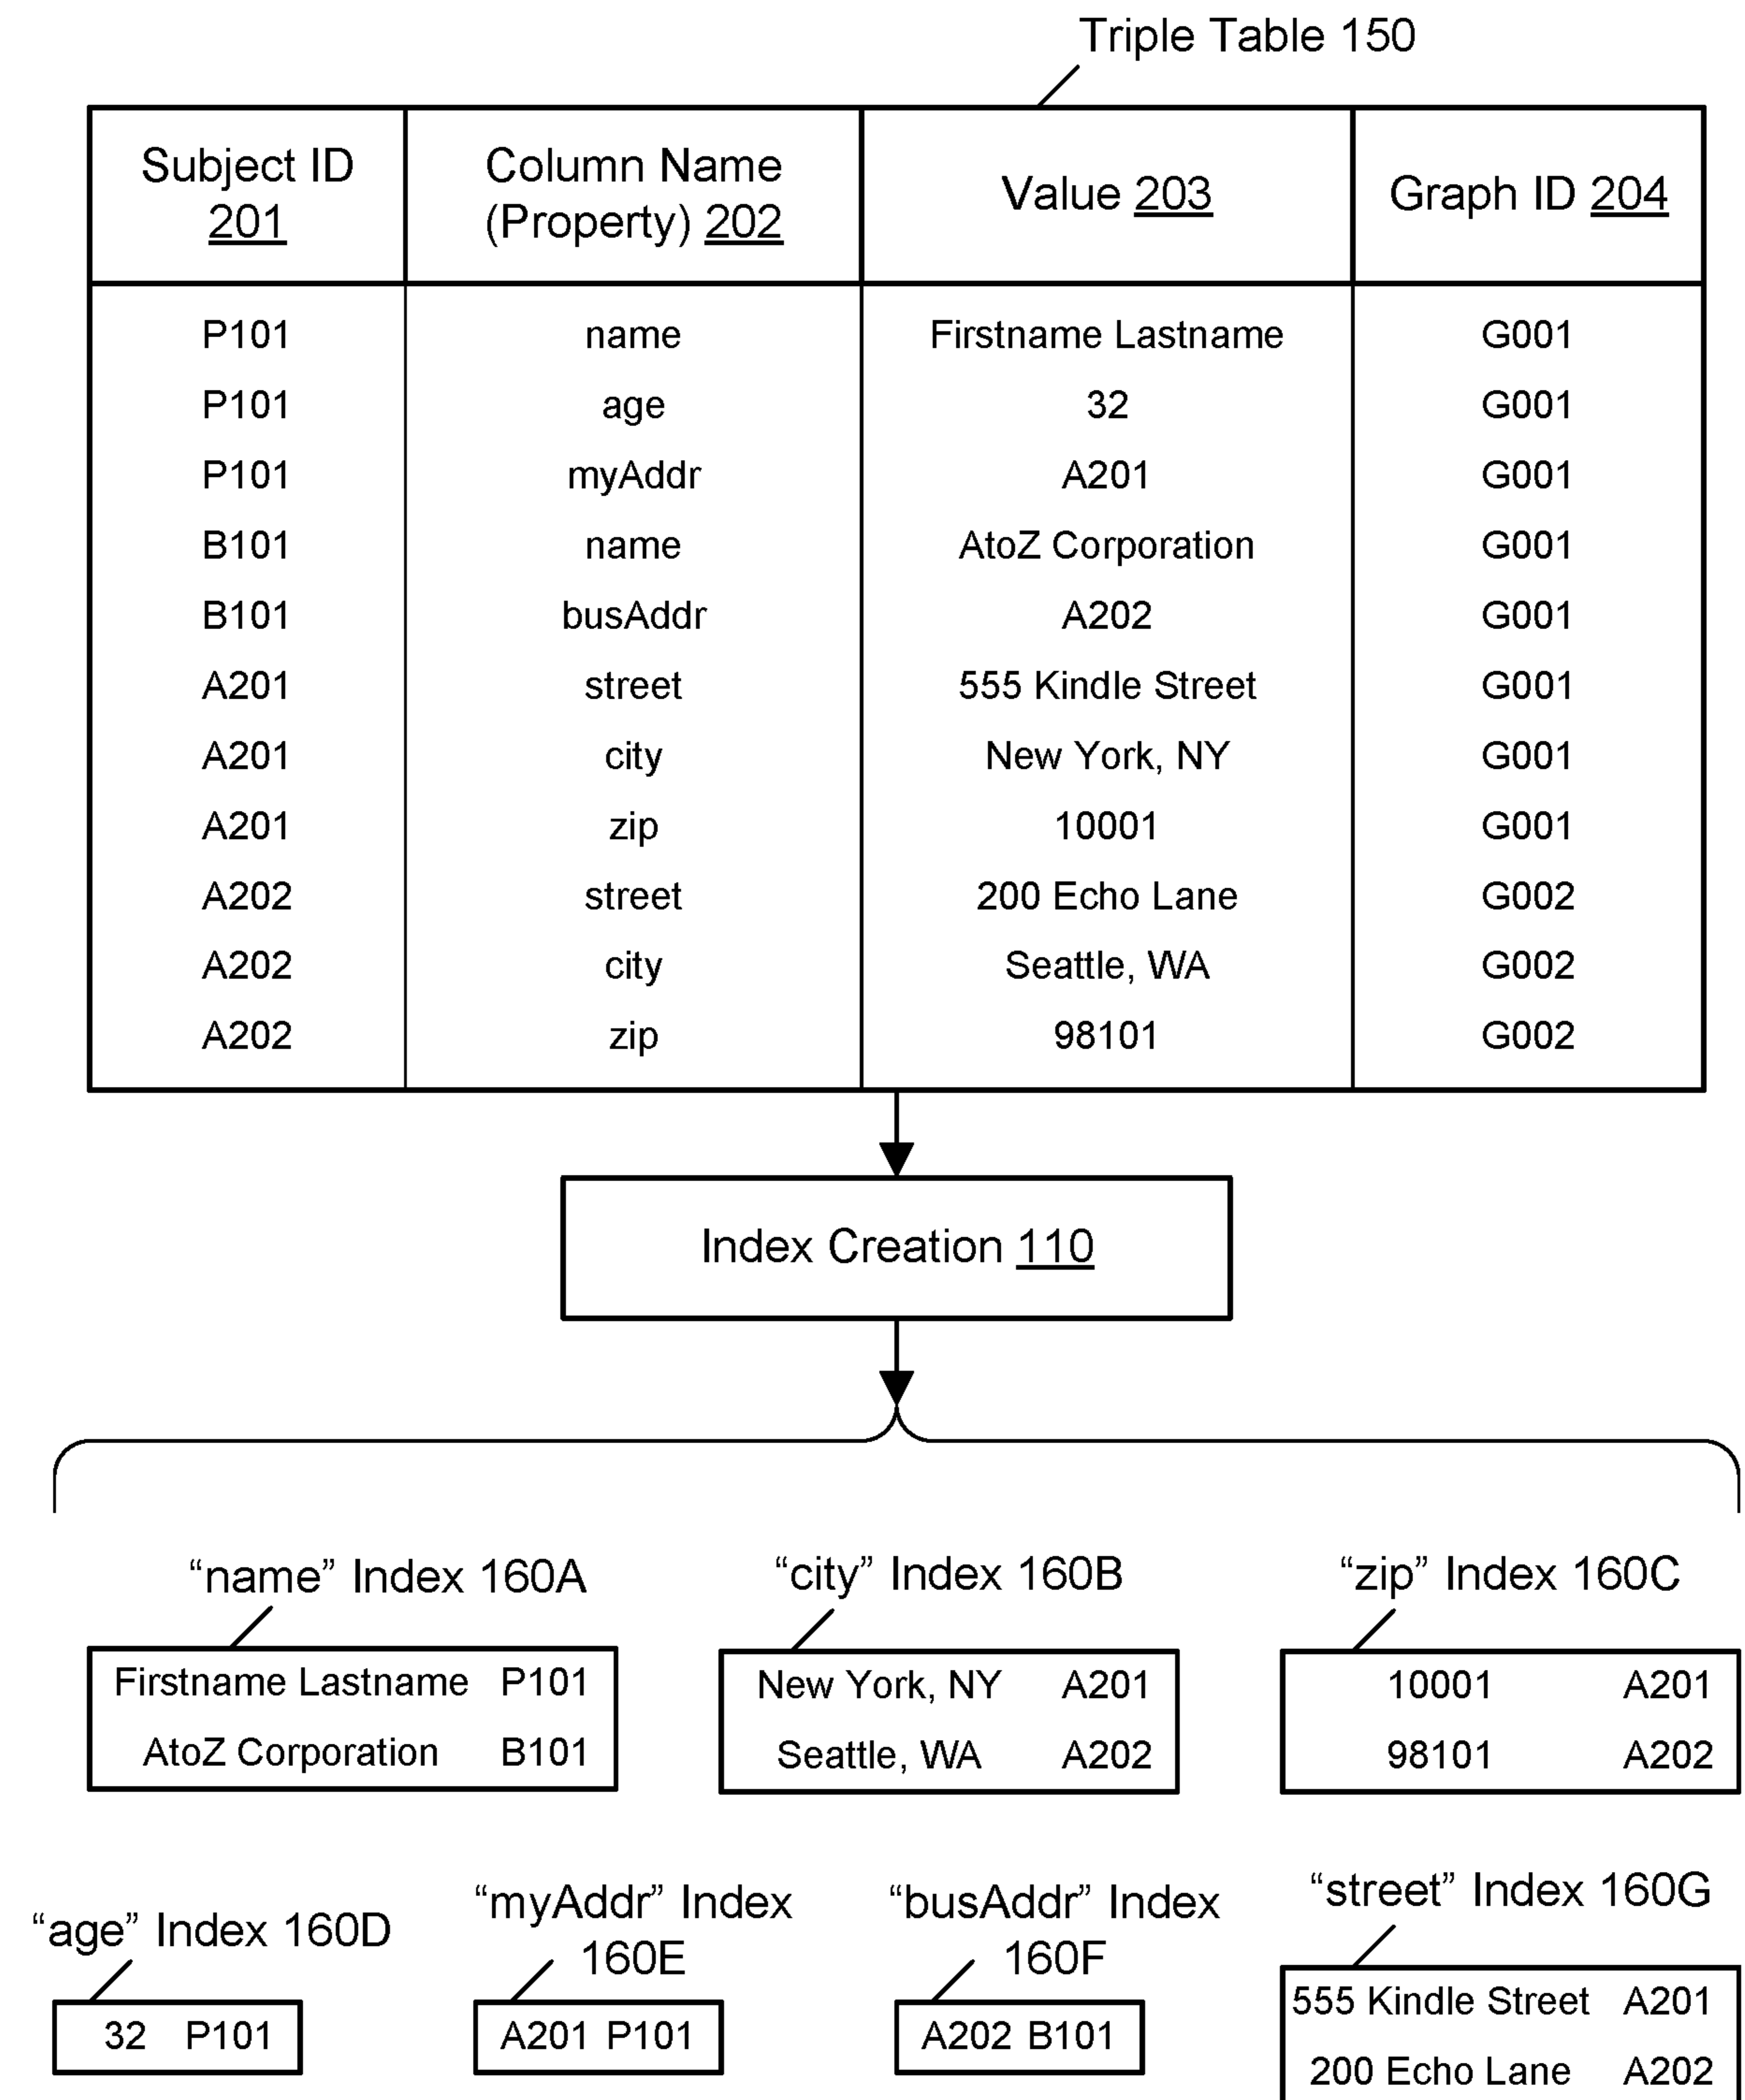 Triple Table 150
Subject ID 201 Column Name (Property) 202 Value 203 Graph ID 204
P101 name Firstname Lastname G001
P101 age 32 G001
P101 myAddr A201 G001
B101 name AtoZ Corporation G001
B101 busAddr A202 G001
A201 street 555 Kindle Street G001
A201 city New York, NY G001
A201 zip 10001 G001
A202 street 200 Echo Lane G002
A202 city Seattle, WA G002
A202 zip 98101 G002
Index Creation 110
“name” Index 160A
Firstname Lastname P101
AtoZ Corporation B101
“city” Index 160B
New York, NY A201
Seattle, WA A202
“zip” Index 160C
10001 A201
98101 A202
“age” Index 160D
32 P101
“myAddr” Index
160E
A201 P101
“busAddr” Index
160F
A202 B101
“street” Index 160G
555 Kindle Street A201
200 Echo Lane A202